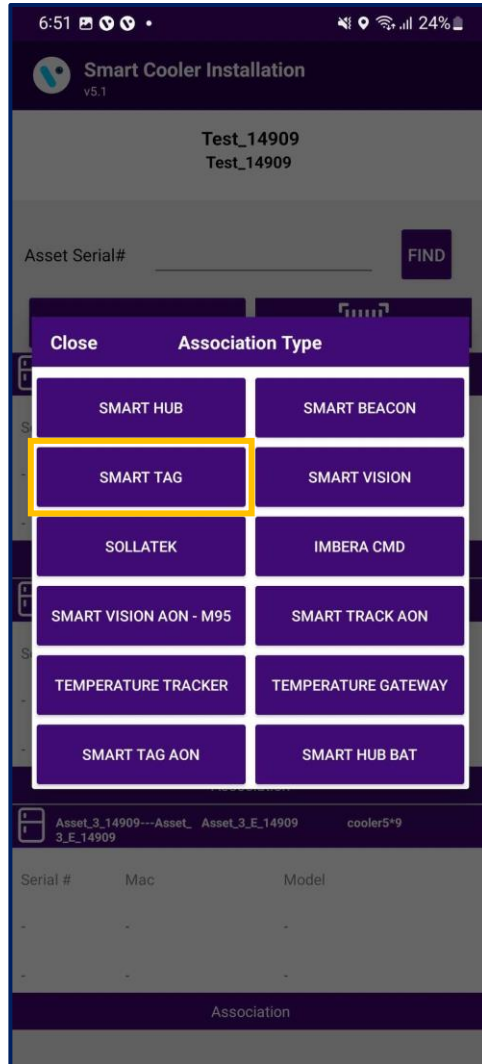 6:51 24%
Smart Cooler Installation
v5.1
Test_14909
Test_14909
Asset Serial# FIND
Close Association Type
SMART HUB SMART BEACON
SMART TAG SMART VISION
SOLLATEK IMBERA CMD
SMART VISION AON - M95 SMART TRACK AON
TEMPERATURE TRACKER TEMPERATURE GATEWAY
SMART TAG AON SMART HUB BAT
Asset_3_14909---Asset_ Asset_3_E_14909 cooler5*9
3_E_14909
Serial # Mac Model
- - -
- - -
Association